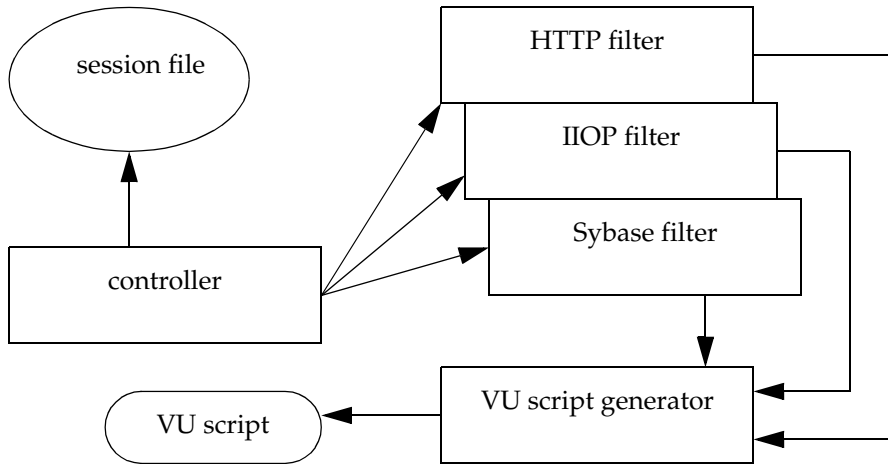 HTTP filter
session file
IIOP filter
Sybase filter
controller
VU script generator
VU script